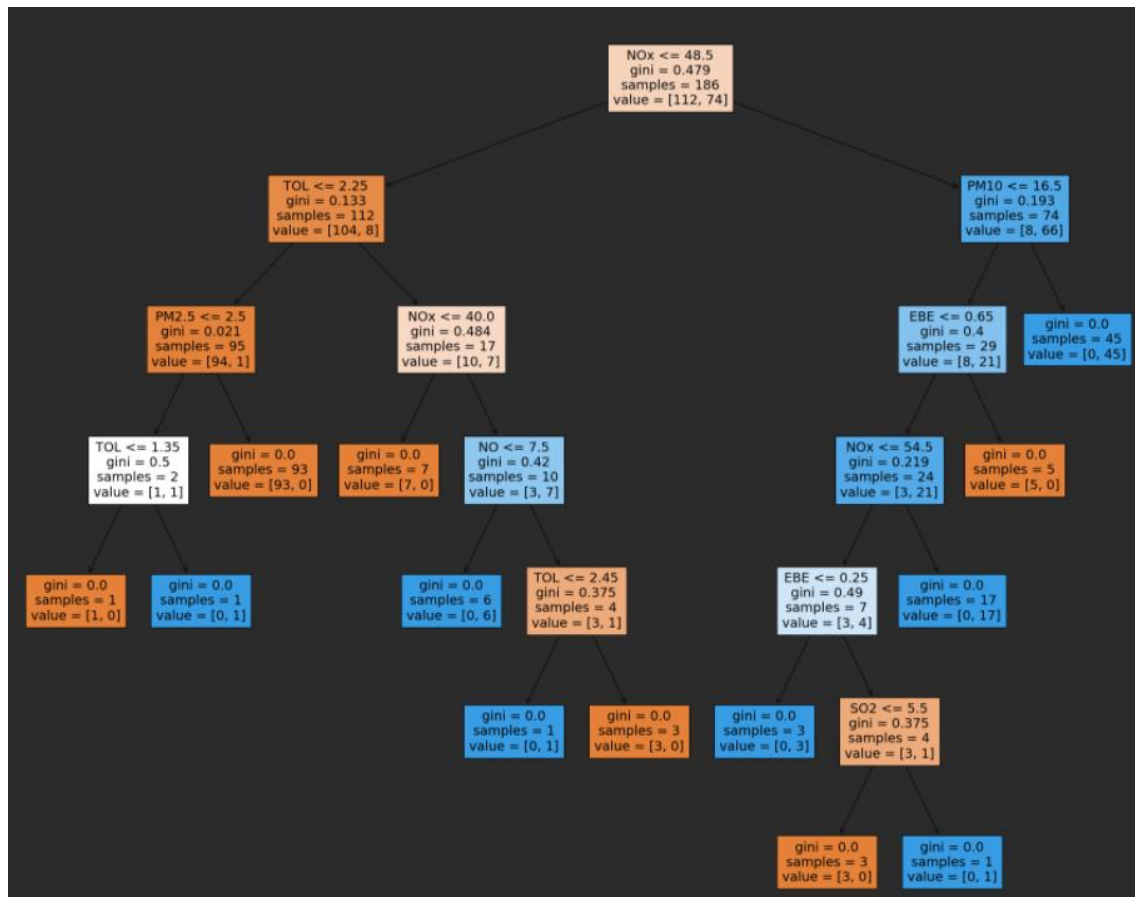 NOx <= 48.5
gini = 0.479
samples = 186
value = [112, 74]
TOL <= 2.25
gini = 0.133
samples = 112
value = [104, 8]
PM10 <= 16.5
gini = 0.193
samples = 74
value = [8, 66]
PM2.5 <= 2.5
gini = 0.021
samples = 95
value = [94, 1]
NOx <= 40.0
gini = 0.484
samples = 17
value = [10, 7]
EBE <= 0.65
gini = 0.4
samples = 29
value = [8, 21]
gini = 0.0
samples = 45
value = [0, 45]
TOL <= 1.35
gini = 0.5
samples = 2
value = [1, 1]
gini = 0.0
samples = 93
value = [93, 0]
gini = 0.0
samples = 7
value = [7, 0]
NO <= 7.5
gini = 0.42
samples = 10
value = [3, 7]
NOx <= 54.5
gini = 0.219
samples = 24
value = [3, 21]
gini = 0.0
samples = 5
value = [5, 0]
gini = 0.0
samples = 1
value = [1, 0]
gini = 0.0
samples = 1
value = [0, 1]
gini = 0.0
samples = 6
value = [0, 6]
TOL <= 2.45
gini = 0.375
samples = 4
value = [3, 1]
EBE <= 0.25
gini = 0.49
samples = 7
value = [3, 4]
gini = 0.0
samples = 17
value = [0, 17]
gini = 0.0
samples = 1
value = [0, 1]
gini = 0.0
samples = 3
value = [3, 0]
gini = 0.0
samples = 3
value = [0, 3]
SO2 <= 5.5
gini = 0.375
samples = 4
value = [3, 1]
gini = 0.0
samples = 3
value = [3, 0]
gini = 0.0
samples = 1
value = [0, 1]